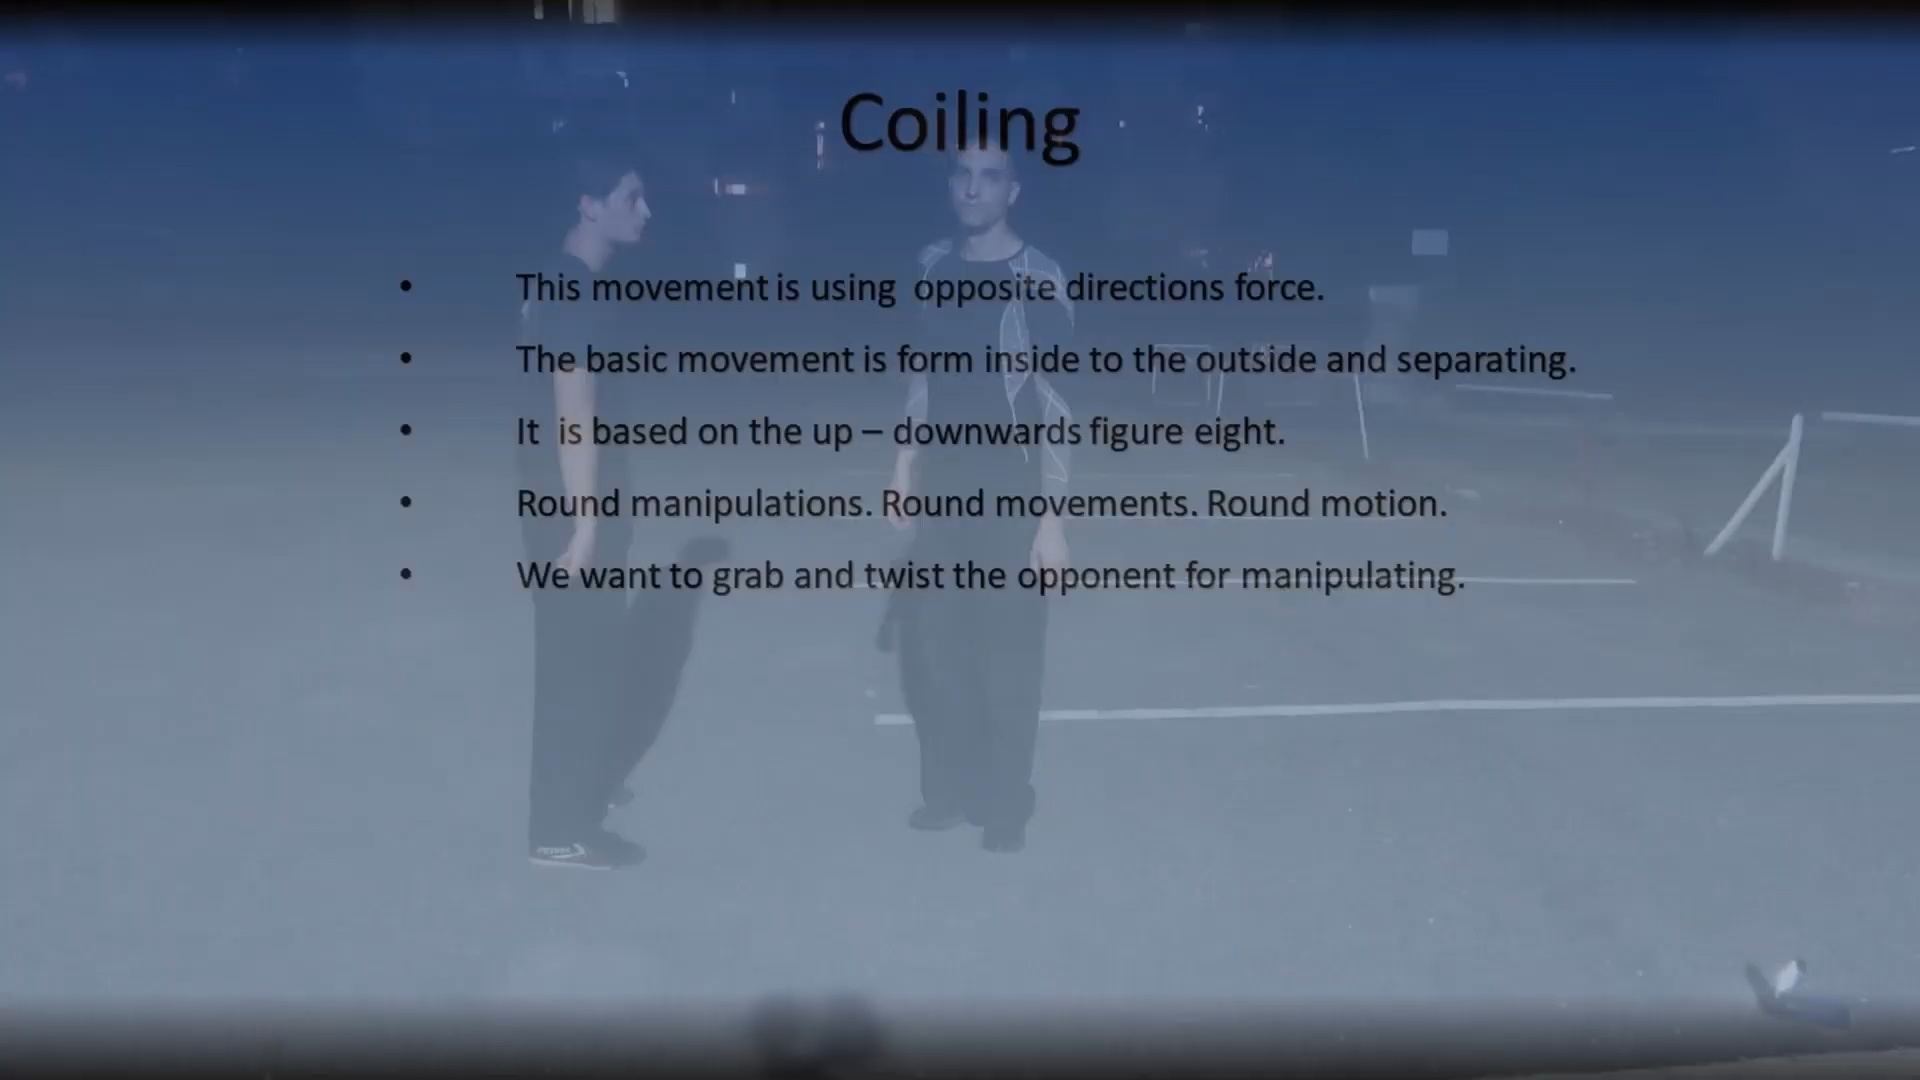 Coiling
• This movement is using opposite directions force.
• The basic movement is form inside to the outside and separating.
• It is based on the up – downwards figure eight.
• Round manipulations. Round movements. Round motion.
• We want to grab and twist the opponent for manipulating.